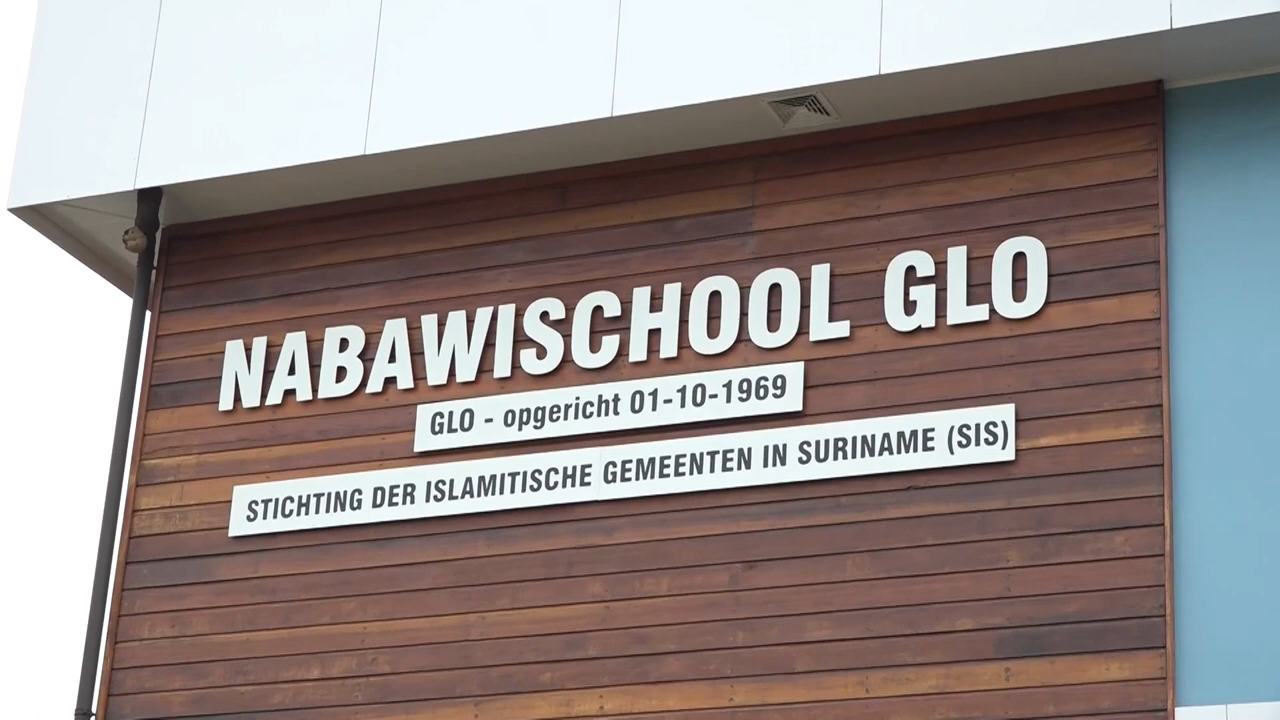 NABAWISCHOOL GLO
GLO - opgericht 01-10-1969
STICHTING DER ISLAMITISCHE GEMEENTEN IN SURINAME (SIS)